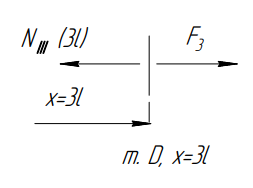 N_III (3l)
F_3
x=3l
т. D, x=3l